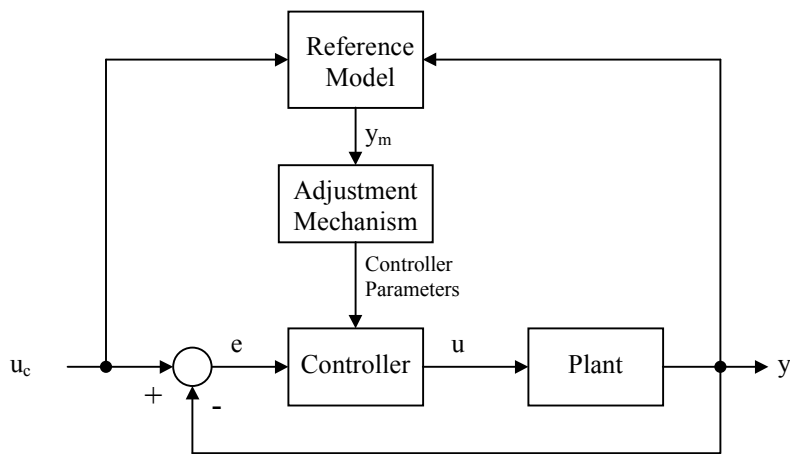 Reference
Model
y_m
Adjustment
Mechanism
Controller
Parameters
u_c
e
Controller
u
Plant
y
+
-